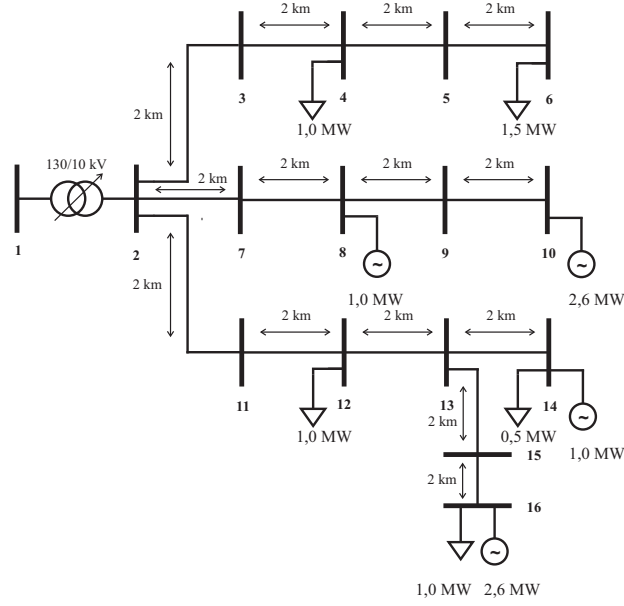 2 km 2 km 2 km
3 4 5 6
2 km
1,0 MW 1,5 MW
130/10 kV
2 km 2 km 2 km 2 km
1 2 7 8 9 10
~ ~
1,0 MW 2,6 MW
2 km
2 km 2 km 2 km
11 12 13 14
~
1,0 MW 2 km 0,5 MW 1,0 MW
15
2 km
16
~
1,0 MW 2,6 MW